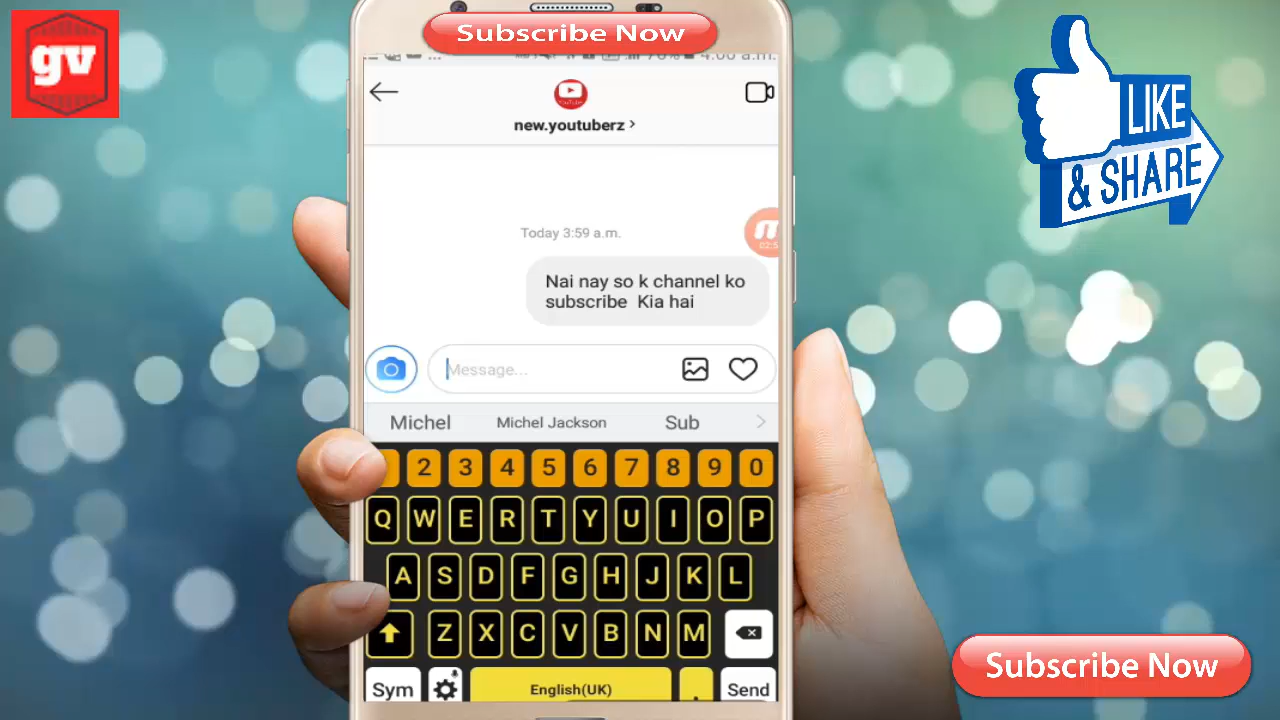 Subscribe Now
gv
LIKE
& SHARE
new.youtuberz >
Today 3:59 a.m.
Nai nay so k channel ko
subscribe Kia hai
Message...
Michel
Michel Jackson
Sub
2 3 4 5 6 7 8 9 0
Q W E R T Y U I O P
A S D F G H J K L
Z X C V B N M
Sym
English(UK)
.
Send
Subscribe Now